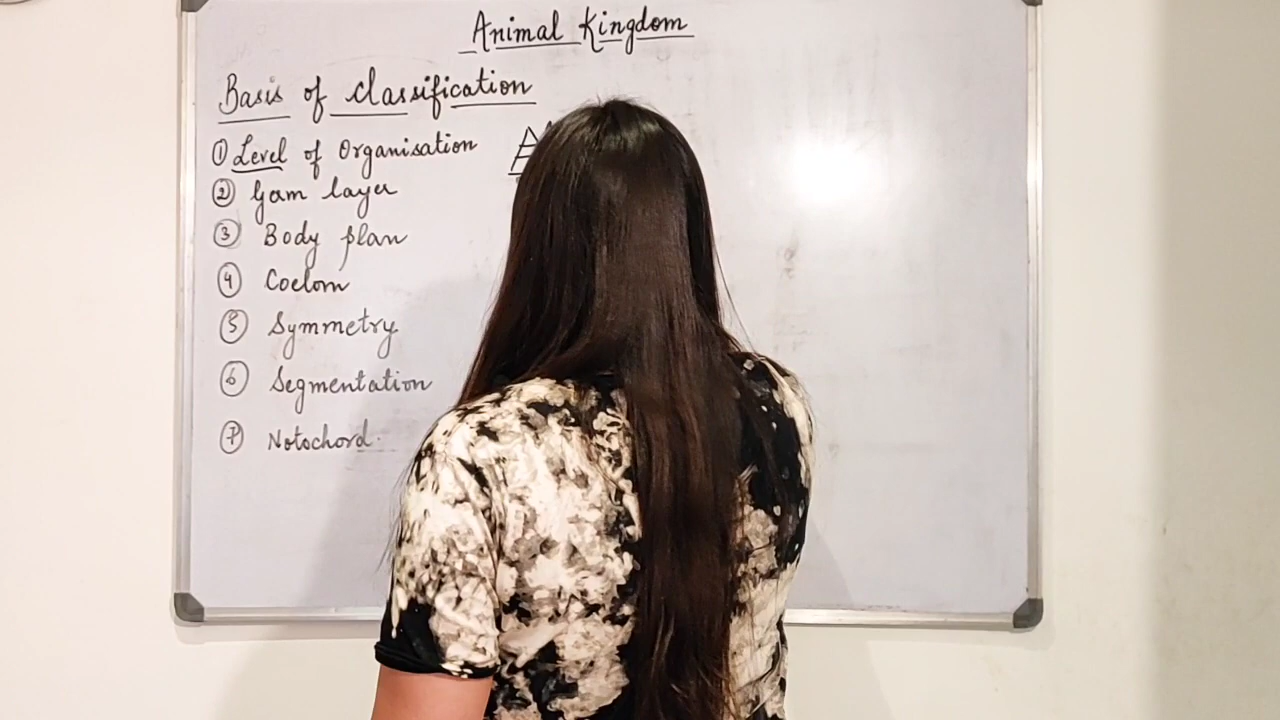 Animal Kingdom
Basis of classification
① Level of Organisation
② Gam layer
③ Body plan
④ Coelom
⑤ Symmetry
⑥ Segmentation
⑦ Notochord.